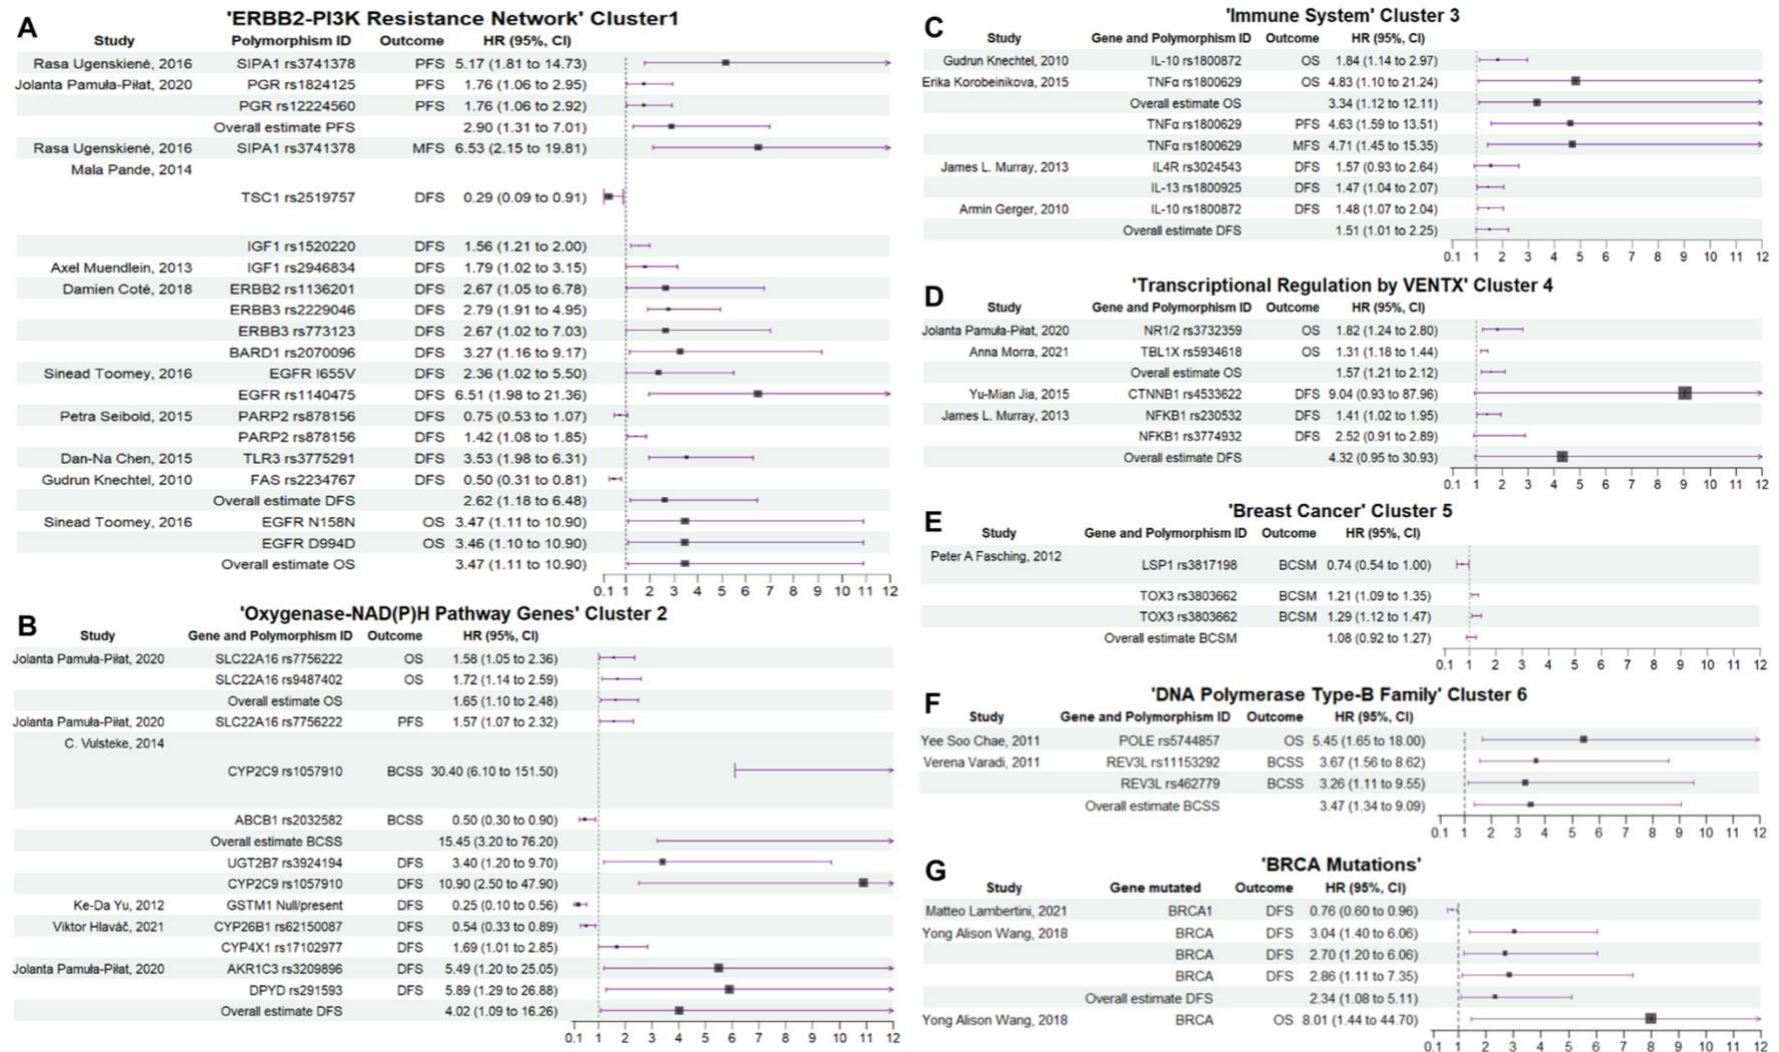 A
'ERBB2-PI3K Resistance Network' Cluster1
Study Polymorphism ID Outcome HR (95%, CI)
Rasa Ugenskienė, 2016 SIPA1 rs3741378 PFS 5.17 (1.81 to 14.73)
Jolanta Pamuła-Piłat, 2020 PGR rs1824125 PFS 1.76 (1.06 to 2.95)
PGR rs12224560 PFS 1.76 (1.06 to 2.92)
Overall estimate PFS 2.90 (1.31 to 7.01)
Rasa Ugenskienė, 2016 SIPA1 rs3741378 MFS 6.53 (2.15 to 19.81)
Mala Pande, 2014
TSC1 rs2519757 DFS 0.29 (0.09 to 0.91)
IGF1 rs1520220 DFS 1.56 (1.21 to 2.00)
Axel Muendlein, 2013 IGF1 rs2946834 DFS 1.79 (1.02 to 3.15)
Damien Coté, 2018 ERBB2 rs1136201 DFS 2.67 (1.05 to 6.78)
ERBB3 rs2229046 DFS 2.79 (1.91 to 4.95)
ERBB3 rs773123 DFS 2.67 (1.02 to 7.03)
BARD1 rs2070096 DFS 3.27 (1.16 to 9.17)
Sinead Toomey, 2016 EGFR I655V DFS 2.36 (1.02 to 5.50)
EGFR rs1140475 DFS 6.51 (1.98 to 21.36)
Petra Seibold, 2015 PARP2 rs878156 DFS 0.75 (0.53 to 1.07)
PARP2 rs878156 DFS 1.42 (1.08 to 1.85)
Dan-Na Chen, 2015 TLR3 rs3775291 DFS 3.53 (1.98 to 6.31)
Gudrun Knechtel, 2010 FAS rs2234767 DFS 0.50 (0.31 to 0.81)
Overall estimate DFS 2.62 (1.18 to 6.48)
Sinead Toomey, 2016 EGFR N158N OS 3.47 (1.11 to 10.90)
EGFR D994D OS 3.46 (1.10 to 10.90)
Overall estimate OS 3.47 (1.11 to 10.90)
0.1 1 2 3 4 5 6 7 8 9 10 11 12
B
'Oxygenase-NAD(P)H Pathway Genes' Cluster 2
Study Gene and Polymorphism ID Outcome HR (95%, CI)
Jolanta Pamuła-Piłat, 2020 SLC22A16 rs7756222 OS 1.58 (1.05 to 2.36)
SLC22A16 rs9487402 OS 1.72 (1.14 to 2.59)
Overall estimate OS 1.65 (1.10 to 2.48)
Jolanta Pamuła-Piłat, 2020 SLC22A16 rs7756222 PFS 1.57 (1.07 to 2.32)
C. Vulsteke, 2014
CYP2C9 rs1057910 BCSS 30.40 (6.10 to 151.50)
ABCB1 rs2032582 BCSS 0.50 (0.30 to 0.90)
Overall estimate BCSS 15.45 (3.20 to 76.20)
UGT2B7 rs3924194 DFS 3.40 (1.20 to 9.70)
CYP2C9 rs1057910 DFS 10.90 (2.50 to 47.90)
Ke-Da Yu, 2012 GSTM1 Null/present DFS 0.25 (0.10 to 0.56)
Viktor Hlaváč, 2021 CYP26B1 rs62150087 DFS 0.54 (0.33 to 0.89)
CYP4X1 rs17102977 DFS 1.69 (1.01 to 2.85)
Jolanta Pamuła-Piłat, 2020 AKR1C3 rs3209896 DFS 5.49 (1.20 to 25.05)
DPYD rs291593 DFS 5.89 (1.29 to 26.88)
Overall estimate DFS 4.02 (1.09 to 16.26)
0.1 1 2 3 4 5 6 7 8 9 10 11 12
C
'Immune System' Cluster 3
Study Gene and Polymorphism ID Outcome HR (95%, CI)
Gudrun Knechtel, 2010 IL-10 rs1800872 OS 1.84 (1.14 to 2.97)
Erika Korobeinikova, 2015 TNFα rs1800629 OS 4.83 (1.10 to 21.24)
Overall estimate OS 3.34 (1.12 to 12.11)
TNFα rs1800629 PFS 4.63 (1.59 to 13.51)
TNFα rs1800629 MFS 4.71 (1.45 to 15.35)
James L. Murray, 2013 IL4R rs3024543 DFS 1.57 (0.93 to 2.64)
IL-13 rs1800925 DFS 1.47 (1.04 to 2.07)
Armin Gerger, 2010 IL-10 rs1800872 DFS 1.48 (1.07 to 2.04)
Overall estimate DFS 1.51 (1.01 to 2.25)
0.1 1 2 3 4 5 6 7 8 9 10 11 12
D
'Transcriptional Regulation by VENTX' Cluster 4
Study Gene and Polymorphism ID Outcome HR (95%, CI)
Jolanta Pamuła-Piłat, 2020 NR1/2 rs3732359 OS 1.82 (1.24 to 2.80)
Anna Morra, 2021 TBL1X rs5934618 OS 1.31 (1.18 to 1.44)
Overall estimate OS 1.57 (1.21 to 2.12)
Yu-Mian Jia, 2015 CTNNB1 rs4533622 DFS 9.04 (0.93 to 87.96)
James L. Murray, 2013 NFKB1 rs230532 DFS 1.41 (1.02 to 1.95)
NFKB1 rs3774932 DFS 2.52 (0.91 to 2.89)
Overall estimate DFS 4.32 (0.95 to 30.93)
0.1 1 2 3 4 5 6 7 8 9 10 11 12
E
'Breast Cancer' Cluster 5
Study Gene and Polymorphism ID Outcome HR (95%, CI)
Peter A Fasching, 2012
LSP1 rs3817198 BCSM 0.74 (0.54 to 1.00)
TOX3 rs3803662 BCSM 1.21 (1.09 to 1.35)
TOX3 rs3803662 BCSM 1.29 (1.12 to 1.47)
Overall estimate BCSM 1.08 (0.92 to 1.27)
0.1 1 2 3 4 5 6 7 8 9 10 11 12
F
'DNA Polymerase Type-B Family' Cluster 6
Study Gene and Polymorphism ID Outcome HR (95%, CI)
Yee Soo Chae, 2011 POLE rs5744857 OS 5.45 (1.65 to 18.00)
Verena Varadi, 2011 REV3L rs11153292 BCSS 3.67 (1.56 to 8.62)
REV3L rs462779 BCSS 3.26 (1.11 to 9.55)
Overall estimate BCSS 3.47 (1.34 to 9.09)
0.1 1 2 3 4 5 6 7 8 9 10 11 12
G
'BRCA Mutations'
Study Gene mutated Outcome HR (95%, CI)
Matteo Lambertini, 2021 BRCA1 DFS 0.76 (0.60 to 0.96)
Yong Alison Wang, 2018 BRCA DFS 3.04 (1.40 to 6.06)
BRCA DFS 2.70 (1.20 to 6.06)
BRCA DFS 2.86 (1.11 to 7.35)
Overall estimate DFS 2.34 (1.08 to 5.11)
Yong Alison Wang, 2018 BRCA OS 8.01 (1.44 to 44.70)
0.1 1 2 3 4 5 6 7 8 9 10 11 12